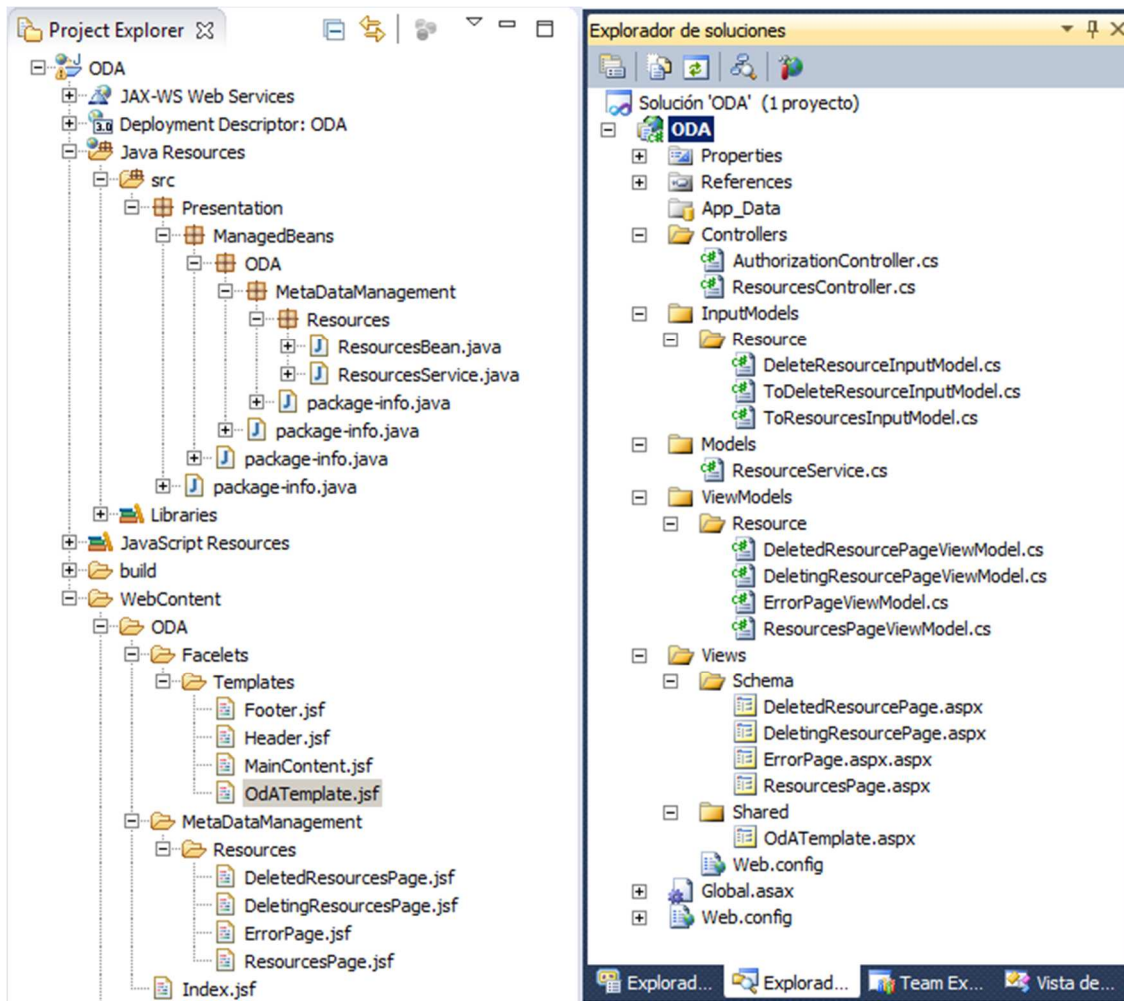 Project Explorer
ODA
JAX-WS Web Services
3.0 Deployment Descriptor: ODA
Java Resources
src
Presentation
ManagedBeans
ODA
MetaDataManagement
Resources
ResourcesBean.java
ResourcesService.java
package-info.java
package-info.java
package-info.java
package-info.java
Libraries
JavaScript Resources
build
WebContent
ODA
Facelets
Templates
Footer.jsf
Header.jsf
MainContent.jsf
OdATemplate.jsf
MetaDataManagement
Resources
DeletedResourcesPage.jsf
DeletingResourcesPage.jsf
ErrorPage.jsf
ResourcesPage.jsf
Index.jsf
Explorador de soluciones
Solución 'ODA' (1 proyecto)
ODA
Properties
References
App_Data
Controllers
AuthorizationController.cs
ResourcesController.cs
InputModels
Resource
DeleteResourceInputModel.cs
ToDeleteResourceInputModel.cs
ToResourcesInputModel.cs
Models
ResourceService.cs
ViewModels
Resource
DeletedResourcePageViewModel.cs
DeletingResourcePageViewModel.cs
ErrorPageViewModel.cs
ResourcesPageViewModel.cs
Views
Schema
DeletedResourcePage.aspx
DeletingResourcePage.aspx
ErrorPage.aspx.aspx
ResourcesPage.aspx
Shared
OdATemplate.aspx
Web.config
Global.asax
Web.config
Explorad... Explorad... Team Ex... Vista de...